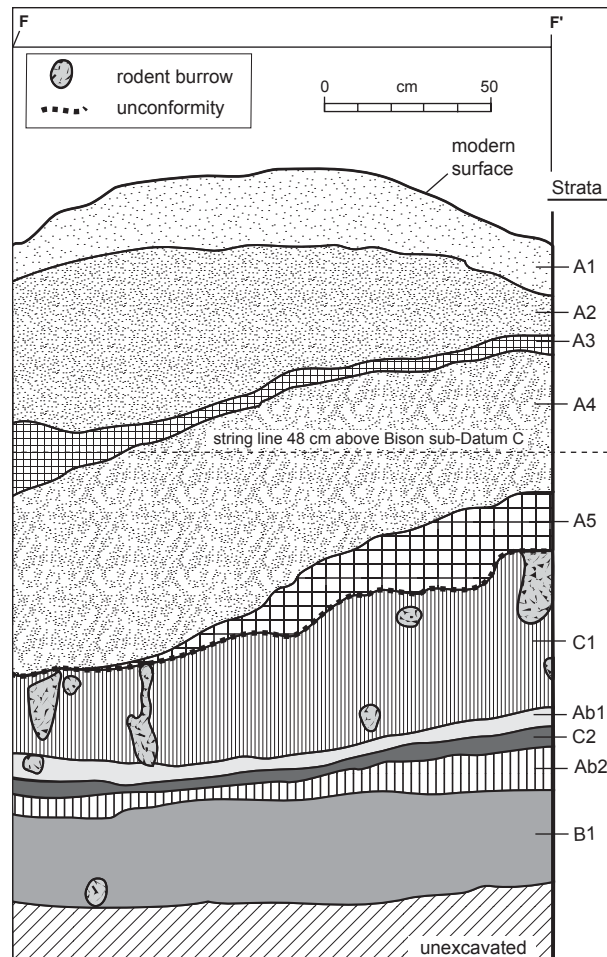 F
F'
rodent burrow
unconformity
0 cm 50
modern
surface
Strata
A1
A2
A3
A4
string line 48 cm above Bison sub-Datum C
A5
C1
Ab1
C2
Ab2
B1
unexcavated